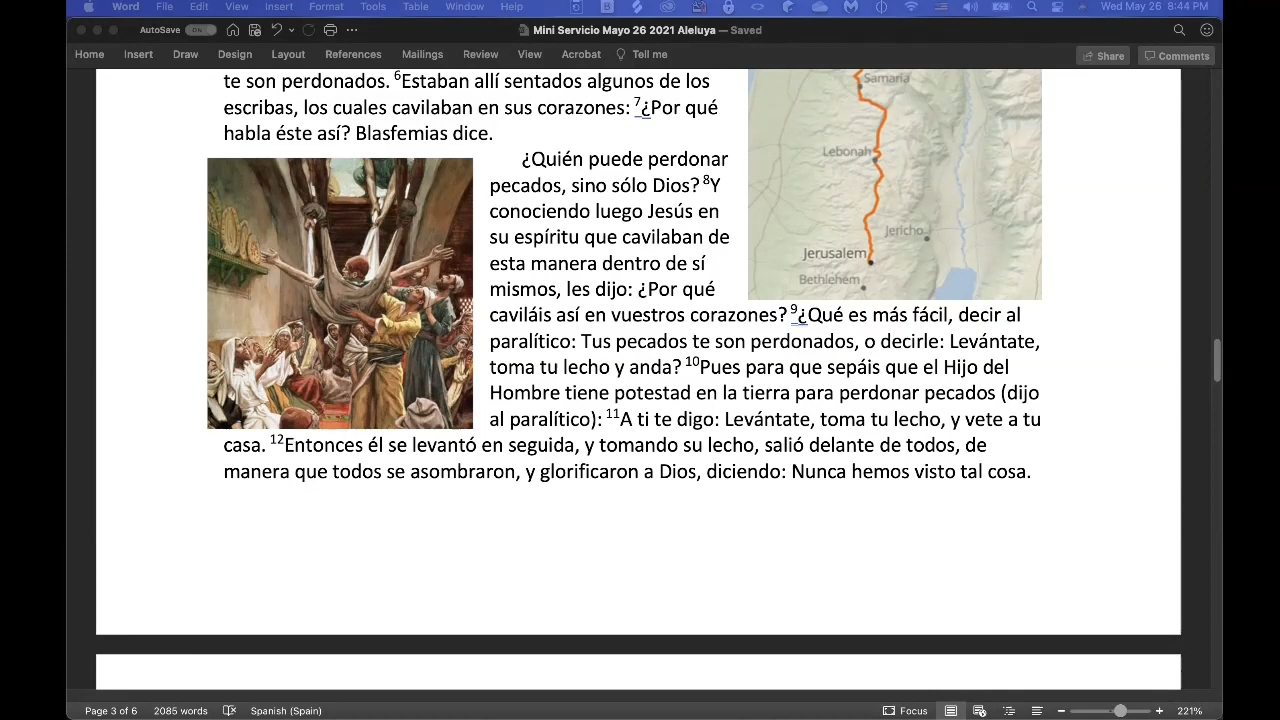 Word File Edit View Insert Format Tools Table Window Help Wed May 26 8:44 PM
AutoSave ON Mini Servicio Mayo 26 2021 Aleluya — Saved
Home Insert Draw Design Layout References Mailings Review View Acrobat Tell me Share Comments
te son perdonados. 6Estaban allí sentados algunos de los
escribas, los cuales cavilaban en sus corazones: 7¿Por qué
habla éste así? Blasfemias dice.
¿Quién puede perdonar
pecados, sino sólo Dios? 8Y
conociendo luego Jesús en
su espíritu que cavilaban de
esta manera dentro de sí
mismos, les dijo: ¿Por qué
caviláis así en vuestros corazones? 9¿Qué es más fácil, decir al
paralítico: Tus pecados te son perdonados, o decirle: Levántate,
toma tu lecho y anda? 10Pues para que sepáis que el Hijo del
Hombre tiene potestad en la tierra para perdonar pecados (dijo
al paralítico): 11A ti te digo: Levántate, toma tu lecho, y vete a tu
casa. 12Entonces él se levantó en seguida, y tomando su lecho, salió delante de todos, de
manera que todos se asombraron, y glorificaron a Dios, diciendo: Nunca hemos visto tal cosa.
Samaria
Lebonah
Jericho
Jerusalem
Bethlehem
Page 3 of 6 2085 words Spanish (Spain) Focus 221%